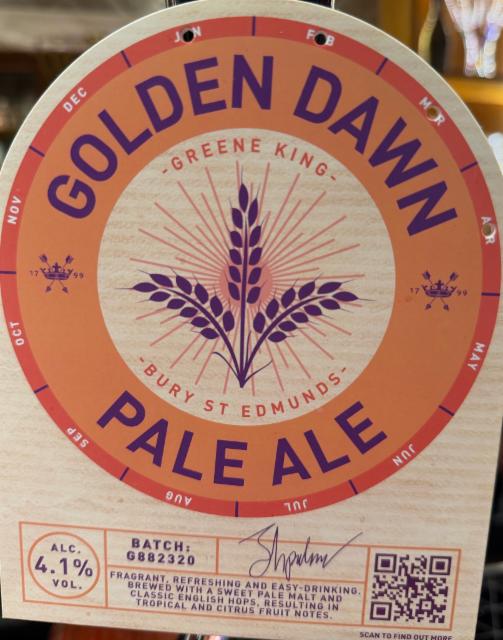 JAN
FEB
MAR
APR
MAY
JUN
JUL
AUG
SEP
OCT
NOV
DEC
GOLDEN DAWN
-GREENE KING-
17 99
17 99
-BURY ST EDMUNDS-
PALE ALE
ALC.
4.1%
VOL.
BATCH:
G882320
FRAGRANT, REFRESHING AND EASY-DRINKING.
BREWED WITH A SWEET PALE MALT AND
CLASSIC ENGLISH HOPS, RESULTING IN
TROPICAL AND CITRUS FRUIT NOTES.
SCAN TO FIND OUT MORE